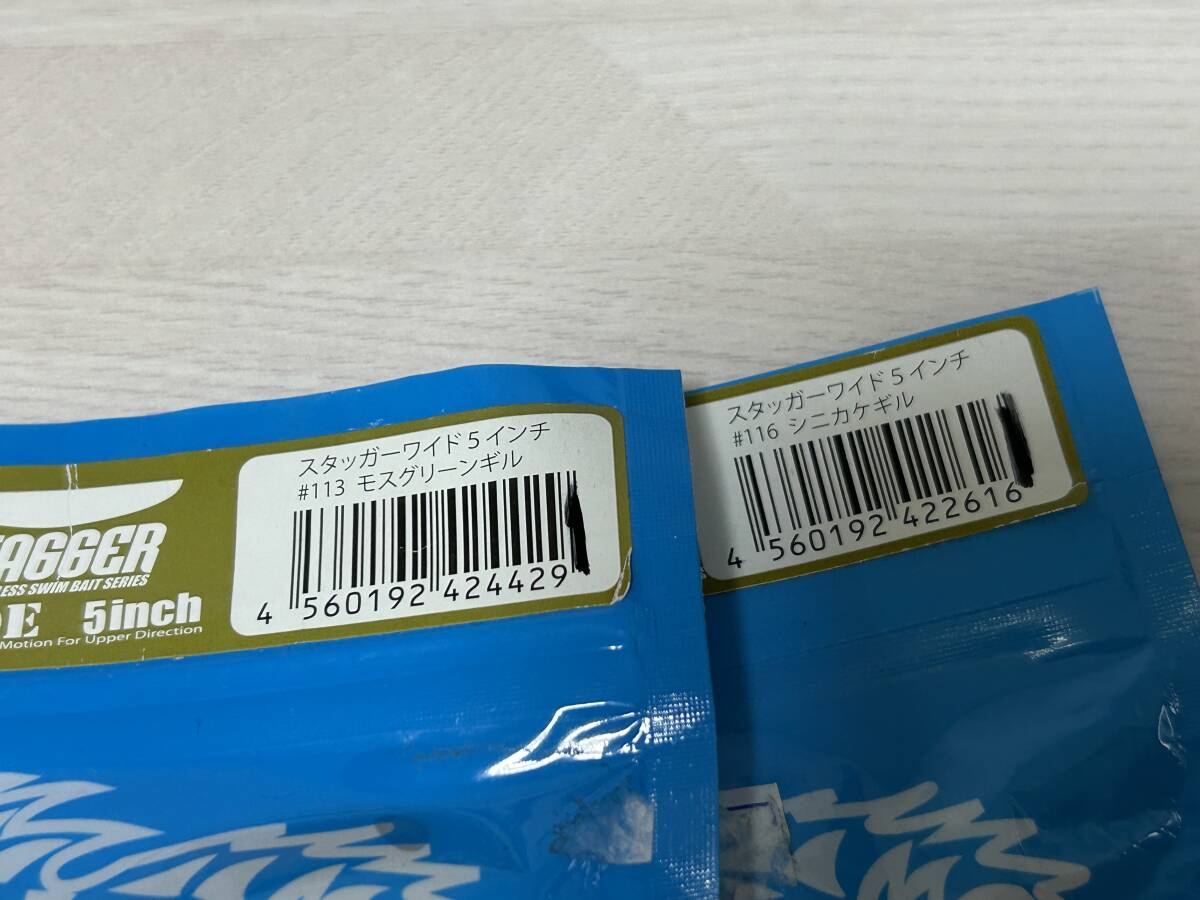 スタッガーワイド5インチ
#113 モスグリーンギル
4 560192 424429
TAGGER
LESS SWIM BAIT SERIES
DE 5inch
Motion For Upper Direction
スタッガーワイド5インチ
#116 シニカケギル
4 560192 422616